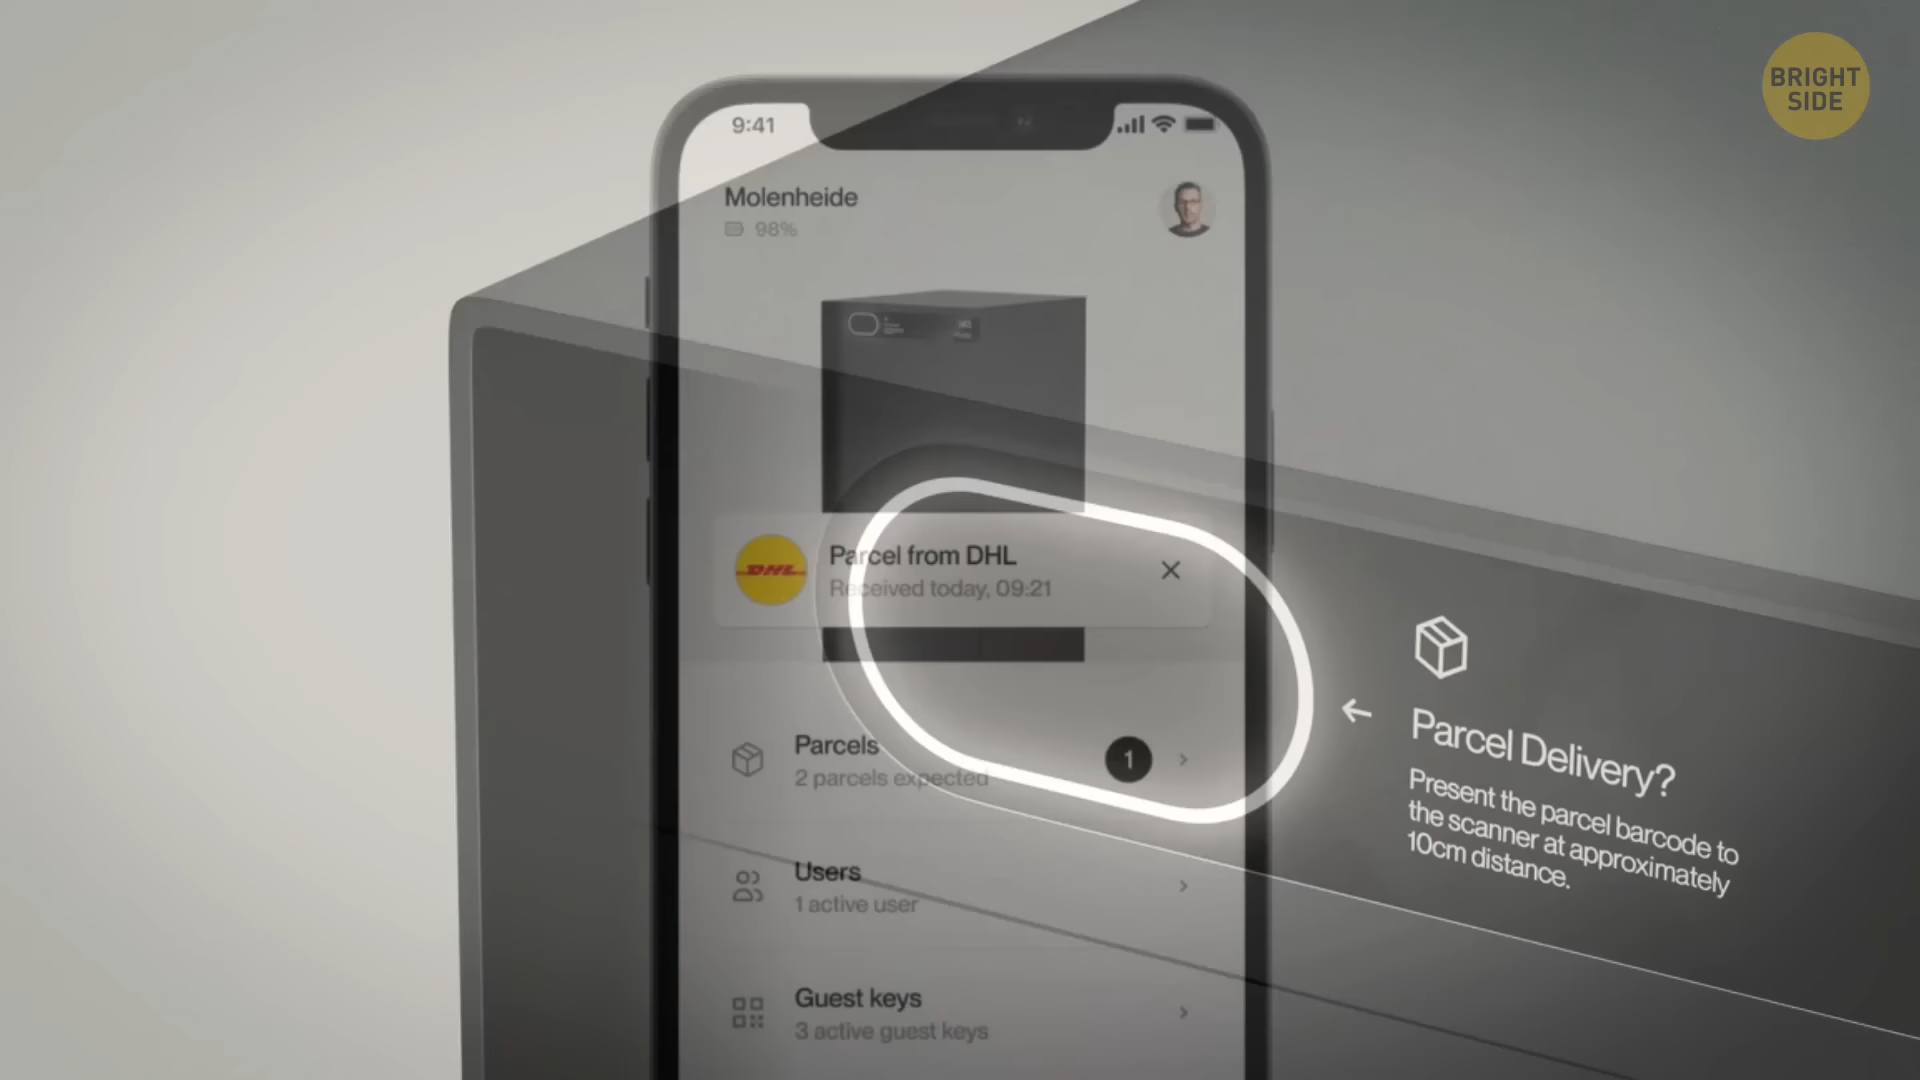 BRIGHT
SIDE
9:41
Molenheide
98%
DHL
Parcel from DHL
Received today, 09:21
Parcels
2 parcels expected
1
Users
1 active user
Guest keys
3 active guest keys
Parcel Delivery?
Present the parcel barcode to
the scanner at approximately
10cm distance.